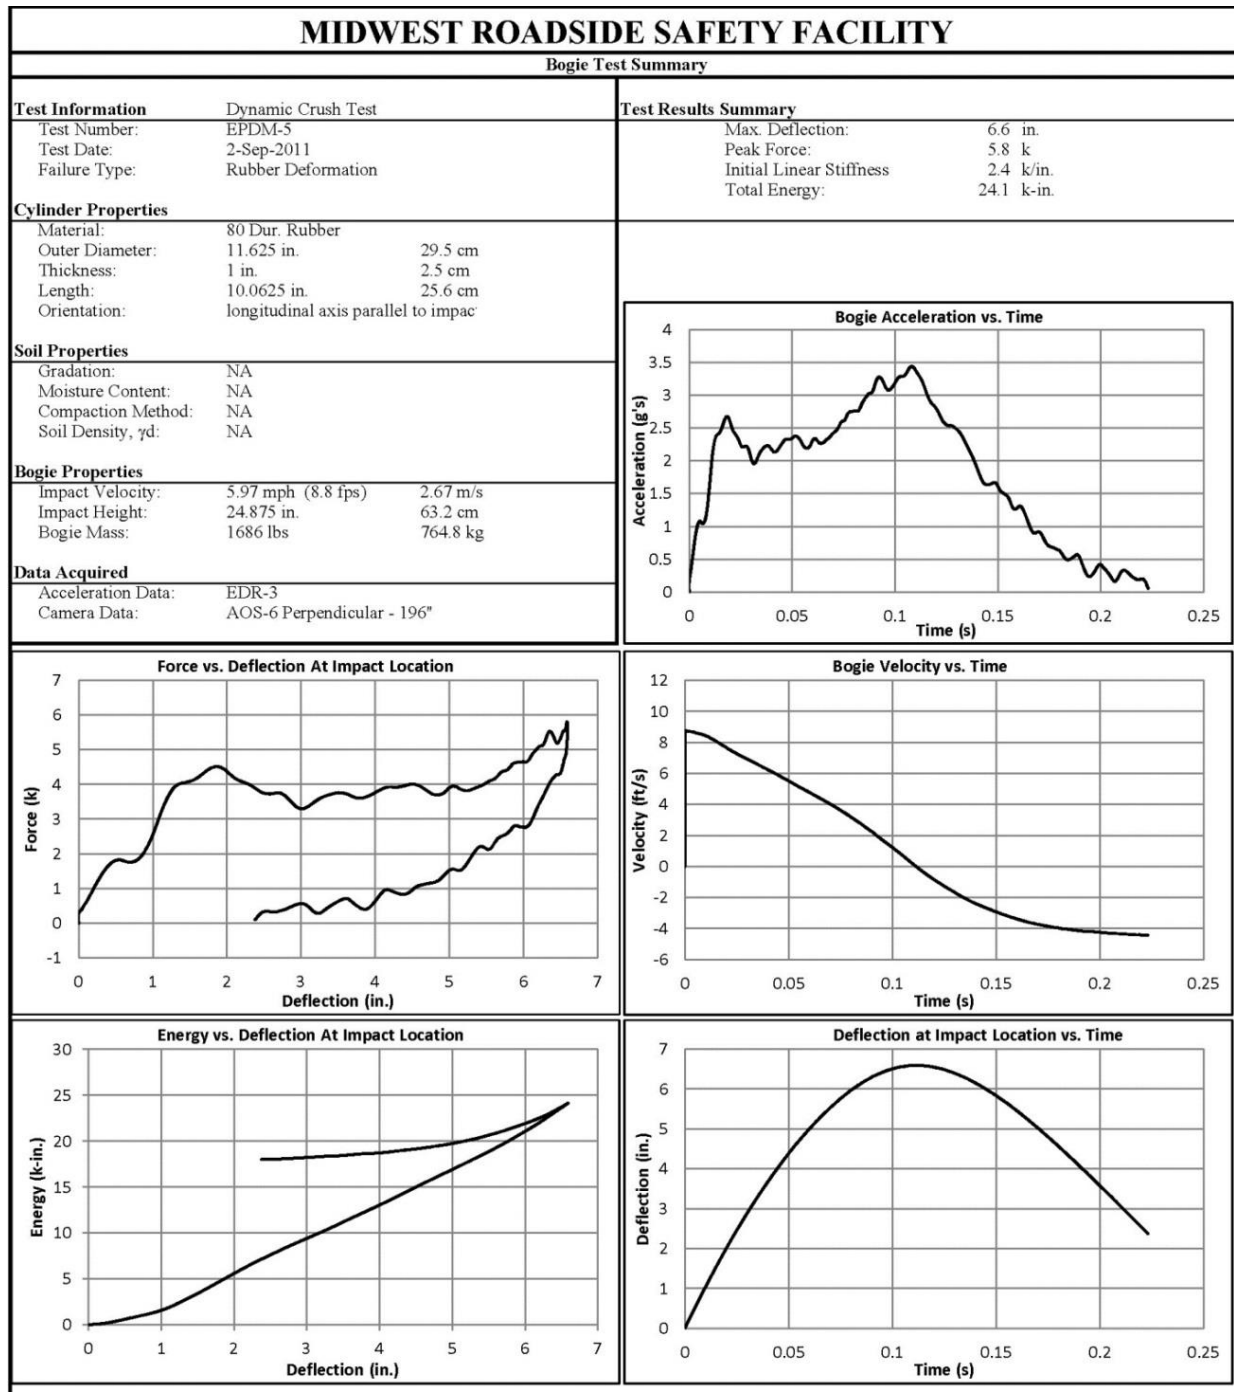 MIDWEST ROADSIDE SAFETY FACILITY
Bogie Test Summary
Test Information Dynamic Crush Test
Test Number: EPDM-5
Test Date: 2-Sep-2011
Failure Type: Rubber Deformation
Cylinder Properties
Material: 80 Dur. Rubber
Outer Diameter: 11.625 in. 29.5 cm
Thickness: 1 in. 2.5 cm
Length: 10.0625 in. 25.6 cm
Orientation: longitudinal axis parallel to impac
Soil Properties
Gradation: NA
Moisture Content: NA
Compaction Method: NA
Soil Density, γd: NA
Bogie Properties
Impact Velocity: 5.97 mph (8.8 fps) 2.67 m/s
Impact Height: 24.875 in. 63.2 cm
Bogie Mass: 1686 lbs 764.8 kg
Data Acquired
Acceleration Data: EDR-3
Camera Data: AOS-6 Perpendicular - 196"
Test Results Summary
Max. Deflection: 6.6 in.
Peak Force: 5.8 k
Initial Linear Stiffness 2.4 k/in.
Total Energy: 24.1 k-in.
Bogie Acceleration vs. Time
Acceleration (g's)
4
3.5
3
2.5
2
1.5
1
0.5
0
0 0.05 0.1 0.15 0.2 0.25
Time (s)
Force vs. Deflection At Impact Location
Force (k)
7
6
5
4
3
2
1
0
-1
0 1 2 3 4 5 6 7
Deflection (in.)
Bogie Velocity vs. Time
Velocity (ft/s)
12
10
8
6
4
2
0
-2
-4
-6
0 0.05 0.1 0.15 0.2 0.25
Time (s)
Energy vs. Deflection At Impact Location
Energy (k-in.)
30
25
20
15
10
5
0
0 1 2 3 4 5 6 7
Deflection (in.)
Deflection at Impact Location vs. Time
Deflection (in.)
7
6
5
4
3
2
1
0
0 0.05 0.1 0.15 0.2 0.25
Time (s)